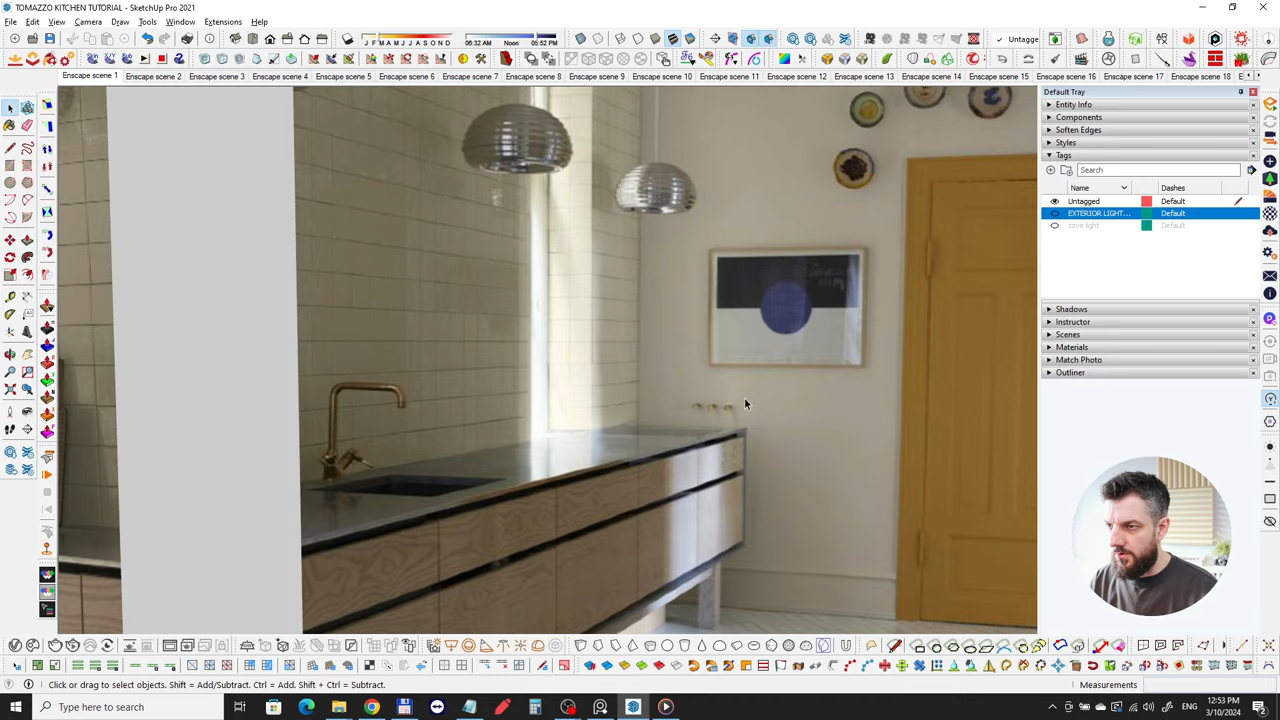 TOMAZZO KITCHEN TUTORIAL - SketchUp Pro 2021
File Edit View Camera Draw Tools Window Extensions Help
J F M A M J J A S O N D 06:32 AM Noon 05:52 PM Untagge
Enscape scene 1 Enscape scene 2 Enscape scene 3 Enscape scene 4 Enscape scene 5 Enscape scene 6 Enscape scene 7 Enscape scene 8 Enscape scene 9 Enscape scene 10 Enscape scene 11 Enscape scene 12 Enscape scene 13 Enscape scene 14 Enscape scene 15 Enscape scene 16 Enscape scene 17 Enscape scene 18
Default Tray
Entity Info
Components
Soften Edges
Styles
Tags
Search
Name Dashes
Untagged Default
EXTERIOR LIGHT... Default
cove light Default
Shadows
Instructor
Scenes
Materials
Match Photo
Outliner
Click or drag to select objects. Shift = Add/Subtract. Ctrl = Add. Shift + Ctrl = Subtract. Measurements
Type here to search
ENG
12:53 PM
3/10/2024